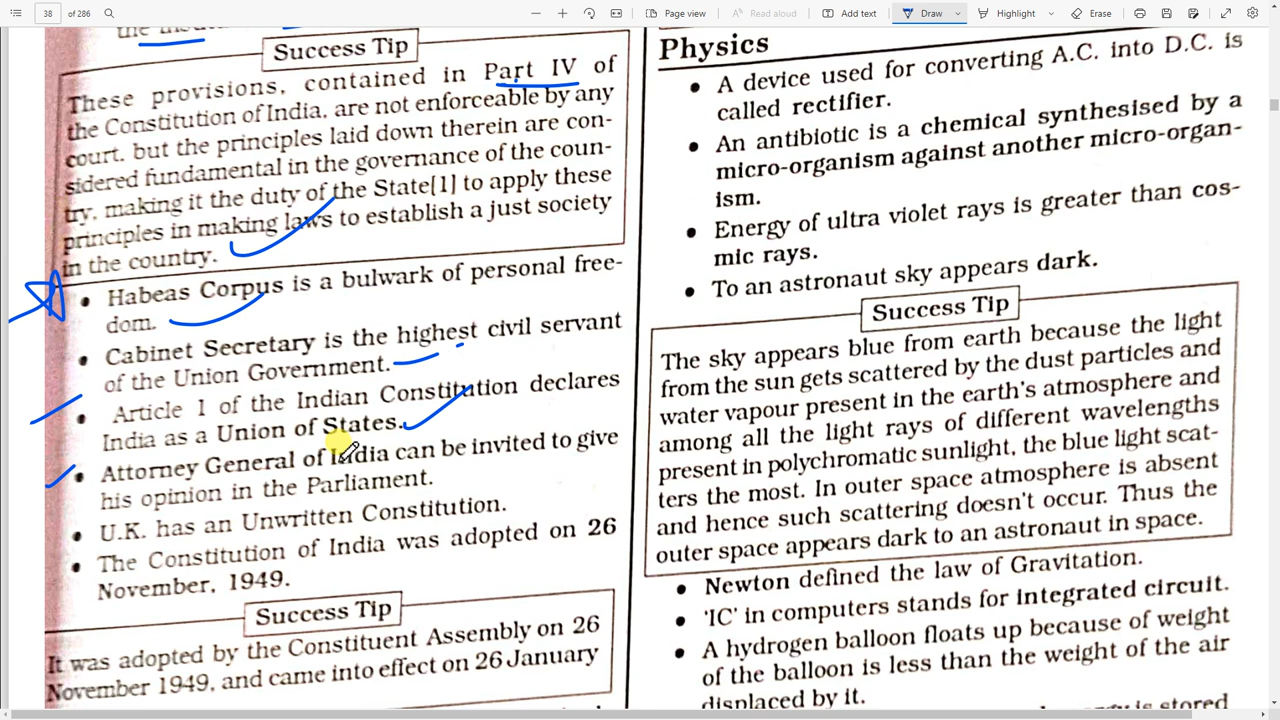 38
of 286
Page view
Read aloud
Add text
Draw
Highlight
Erase
Success Tip
These provisions, contained in Part IV of
the Constitution of India, are not enforceable by any
court, but the principles laid down therein are con-
sidered fundamental in the governance of the coun-
try, making it the duty of the State[1] to apply these
principles in making laws to establish a just society
in the country.
• Habeas Corpus is a bulwark of personal free-
dom.
• Cabinet Secretary is the highest civil servant
of the Union Government.
• Article 1 of the Indian Constitution declares
India as a Union of States.
• Attorney General of India can be invited to give
his opinion in the Parliament.
• U.K. has an Unwritten Constitution.
• The Constitution of India was adopted on 26
November, 1949.
Success Tip
It was adopted by the Constituent Assembly on 26
November 1949, and came into effect on 26 January
Physics
• A device used for converting A.C. into D.C. is
called rectifier.
• An antibiotic is a chemical synthesised by a
micro-organism against another micro-organ-
ism.
• Energy of ultra violet rays is greater than cos-
mic rays.
• To an astronaut sky appears dark.
Success Tip
The sky appears blue from earth because the light
from the sun gets scattered by the dust particles and
water vapour present in the earth's atmosphere and
among all the light rays of different wavelengths
present in polychromatic sunlight, the blue light scat-
ters the most. In outer space atmosphere is absent
and hence such scattering doesn't occur. Thus the
outer space appears dark to an astronaut in space.
• Newton defined the law of Gravitation.
• 'IC' in computers stands for integrated circuit.
• A hydrogen balloon floats up because of weight
of the balloon is less than the weight of the air
displaced by it.
is stored